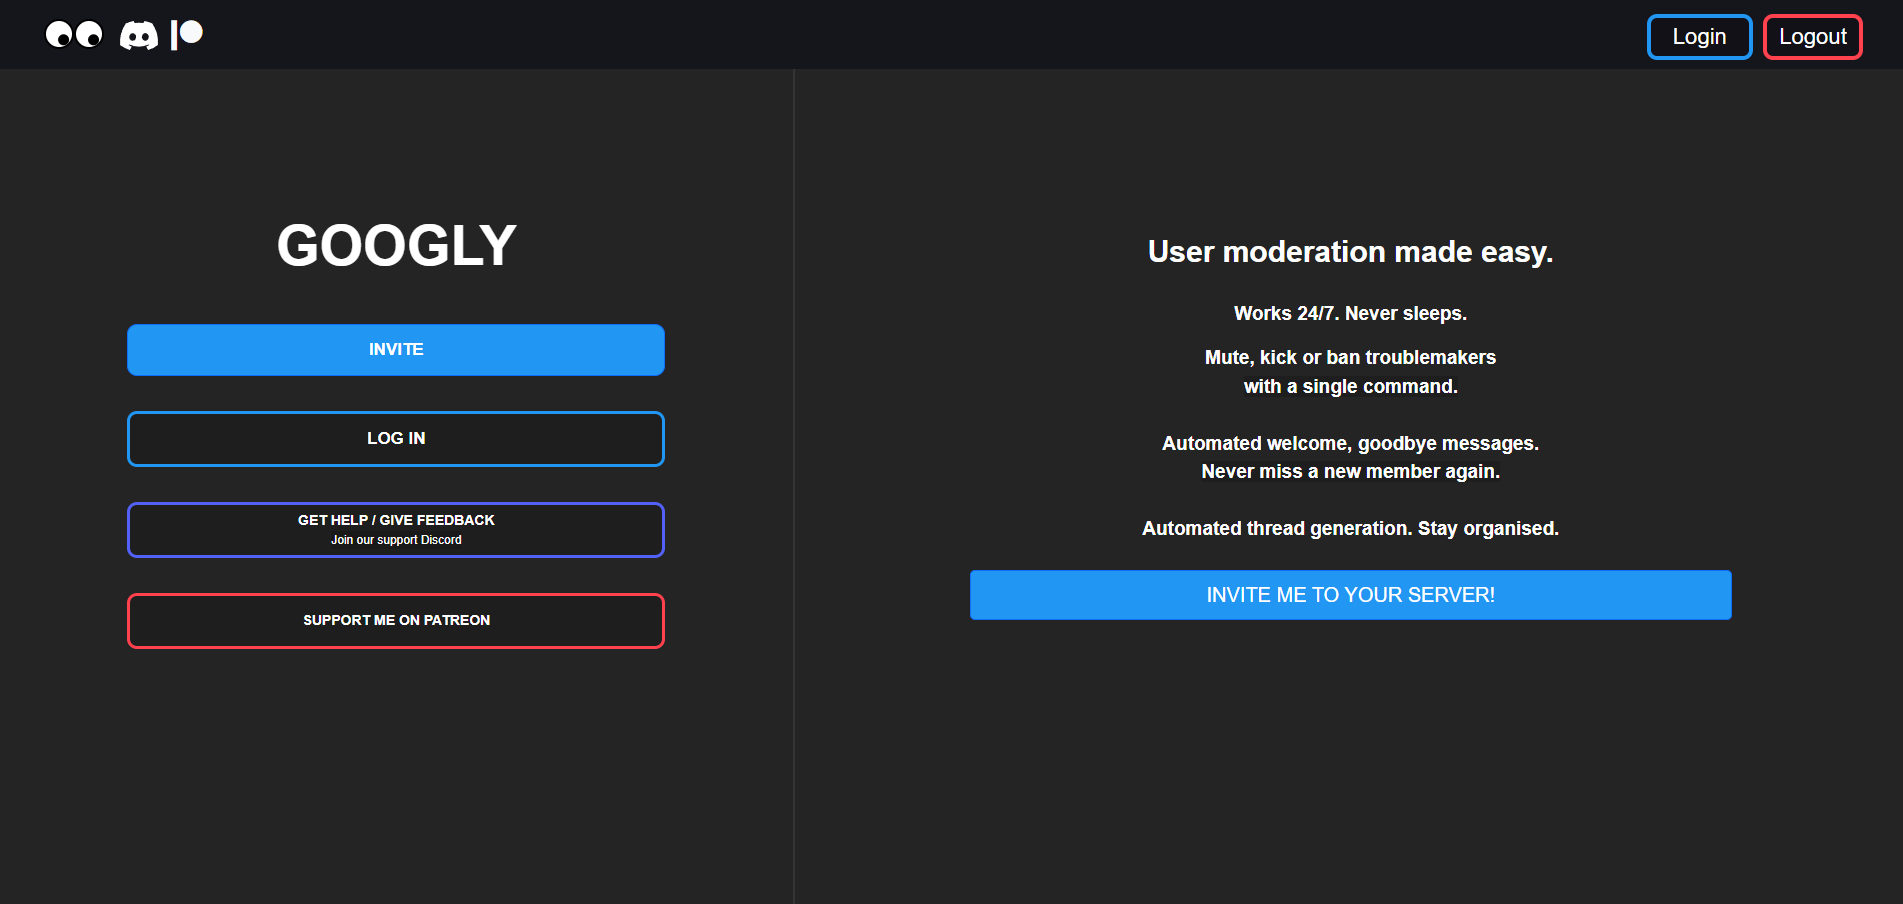 Login
Logout
GOOGLY
INVITE
LOG IN
GET HELP / GIVE FEEDBACK
Join our support Discord
SUPPORT ME ON PATREON
User moderation made easy.
Works 24/7. Never sleeps.
Mute, kick or ban troublemakers
with a single command.
Automated welcome, goodbye messages.
Never miss a new member again.
Automated thread generation. Stay organised.
INVITE ME TO YOUR SERVER!